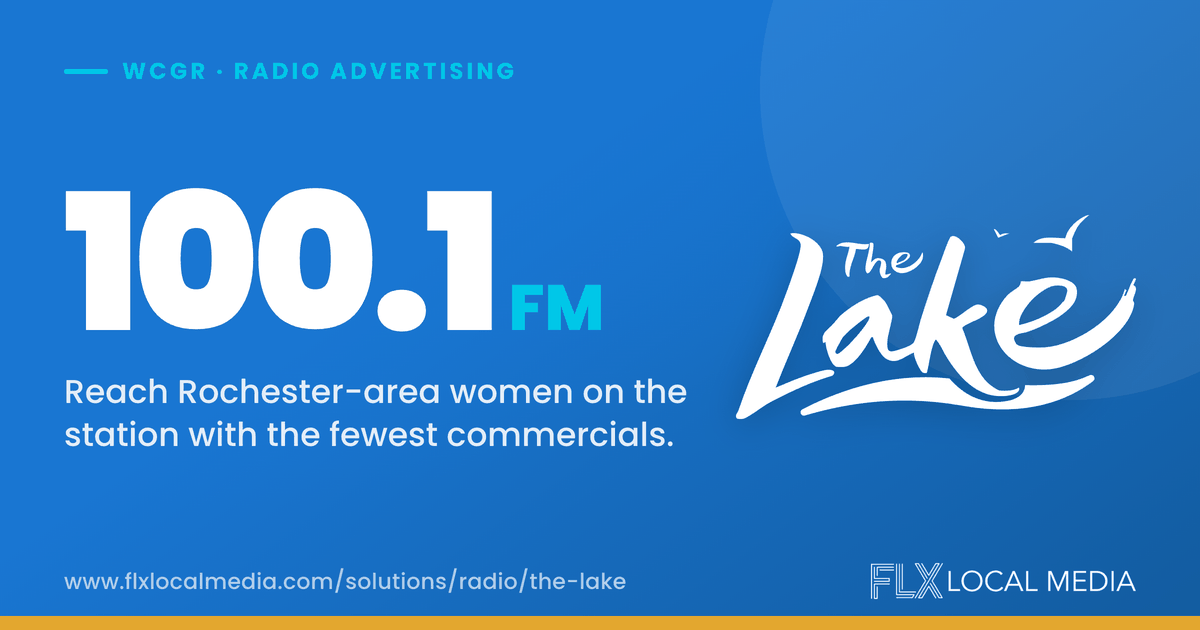 WCGR · RADIO ADVERTISING
100.1 FM
Reach Rochester-area women on the
station with the fewest commercials.
The
Lake
www.flxlocalmedia.com/solutions/radio/the-lake
FLX LOCAL MEDIA